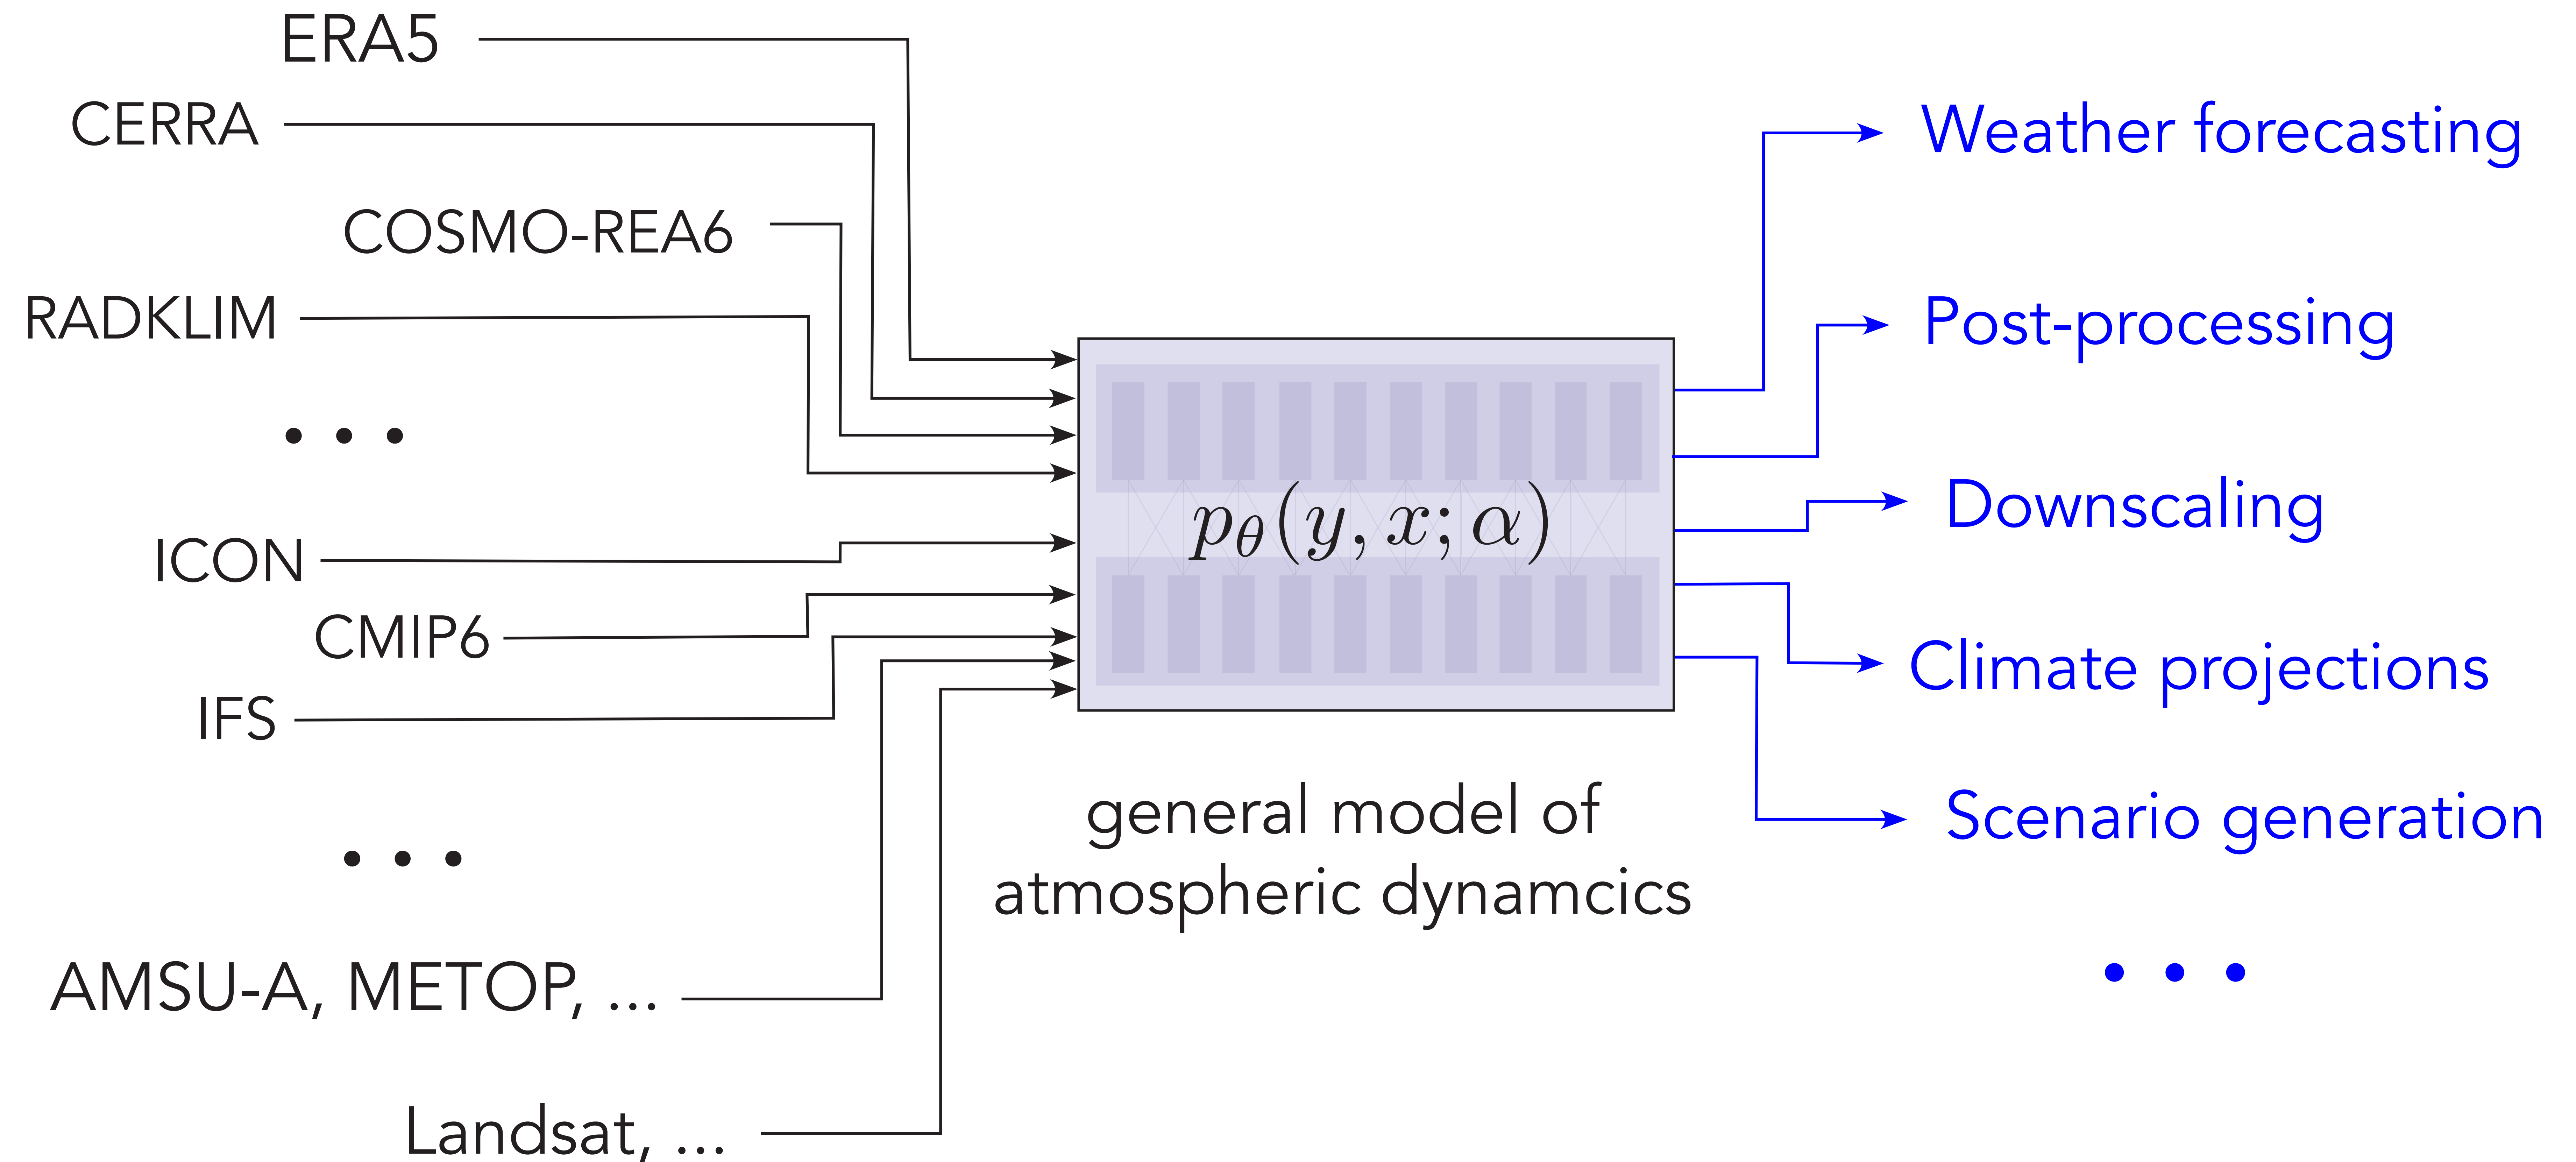 ERA5
CERRA
COSMO-REA6
RADKLIM
. . .
ICON
CMIP6
IFS
. . .
AMSU-A, METOP, ...
Landsat, ...
p_θ(y, x; α)
general model of
atmospheric dynamcics
Weather forecasting
Post-processing
Downscaling
Climate projections
Scenario generation
. . .